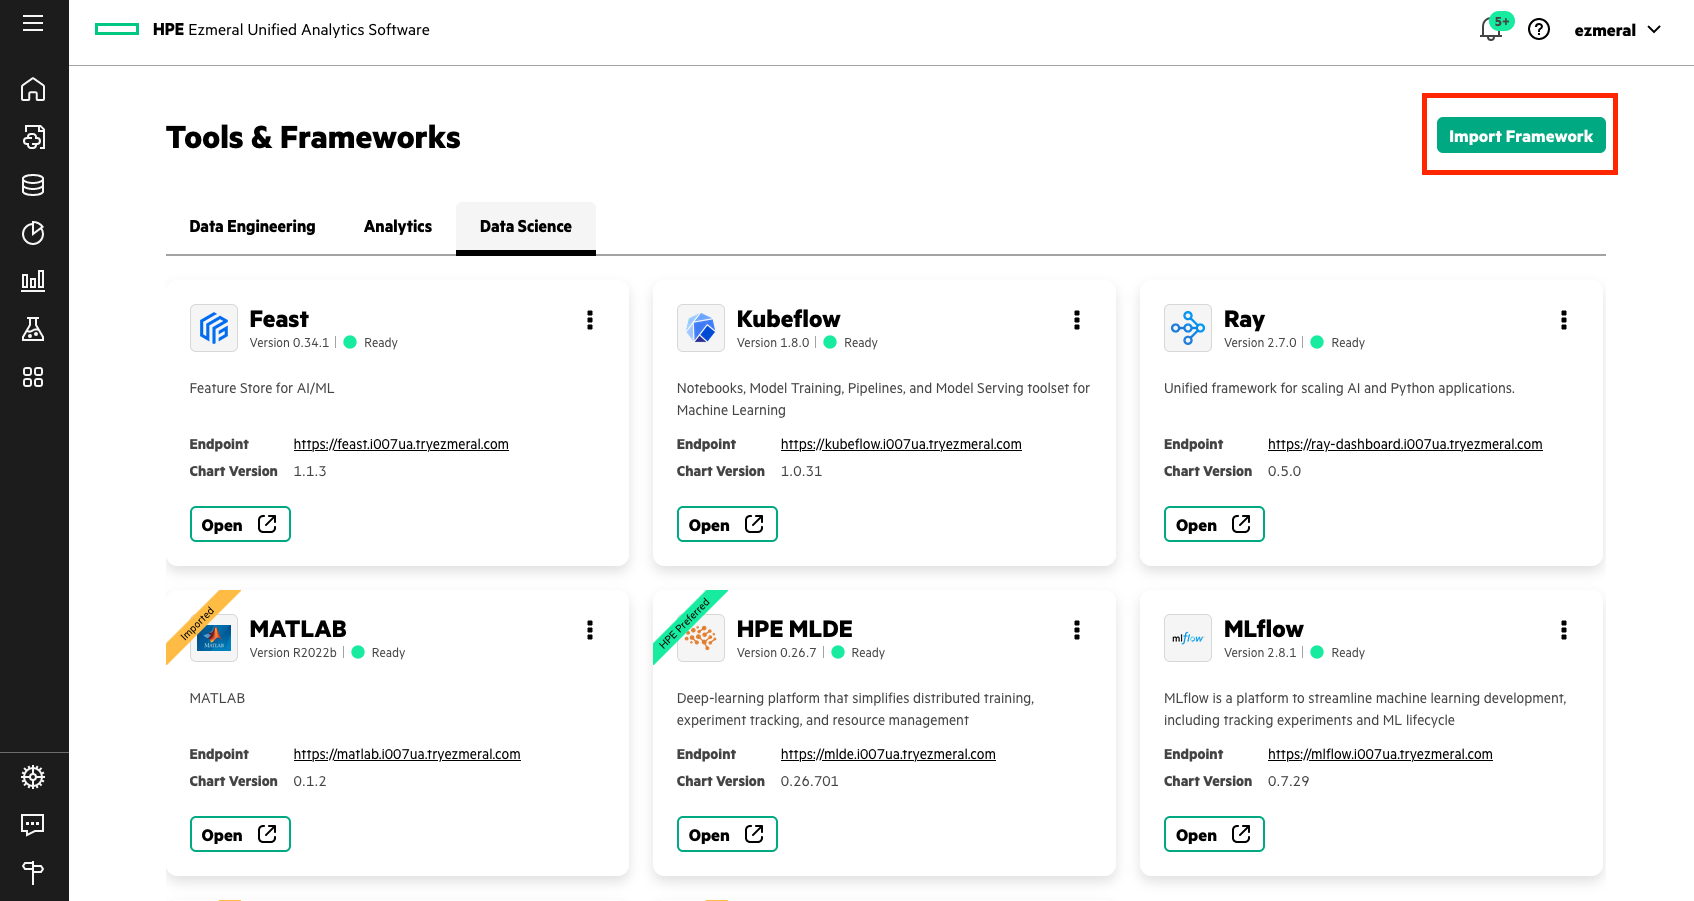 HPE Ezmeral Unified Analytics Software
5+
ezmeral
Tools & Frameworks
Import Framework
Data Engineering
Analytics
Data Science
Feast
Version 0.34.1
Ready
Feature Store for AI/ML
Endpoint
https://feast.i007ua.tryezmeral.com
Chart Version
1.1.3
Open
Kubeflow
Version 1.8.0
Ready
Notebooks, Model Training, Pipelines, and Model Serving toolset for
Machine Learning
Endpoint
https://kubeflow.i007ua.tryezmeral.com
Chart Version
1.0.31
Open
Ray
Version 2.7.0
Ready
Unified framework for scaling AI and Python applications.
Endpoint
https://ray-dashboard.i007ua.tryezmeral.com
Chart Version
0.5.0
Open
Imported
MATLAB
MATLAB
Version R2022b
Ready
MATLAB
Endpoint
https://matlab.i007ua.tryezmeral.com
Chart Version
0.1.2
Open
HPE Preferred
HPE MLDE
Version 0.26.7
Ready
Deep-learning platform that simplifies distributed training,
experiment tracking, and resource management
Endpoint
https://mlde.i007ua.tryezmeral.com
Chart Version
0.26.701
Open
mlflow
MLflow
Version 2.8.1
Ready
MLflow is a platform to streamline machine learning development,
including tracking experiments and ML lifecycle
Endpoint
https://mlflow.i007ua.tryezmeral.com
Chart Version
0.7.29
Open